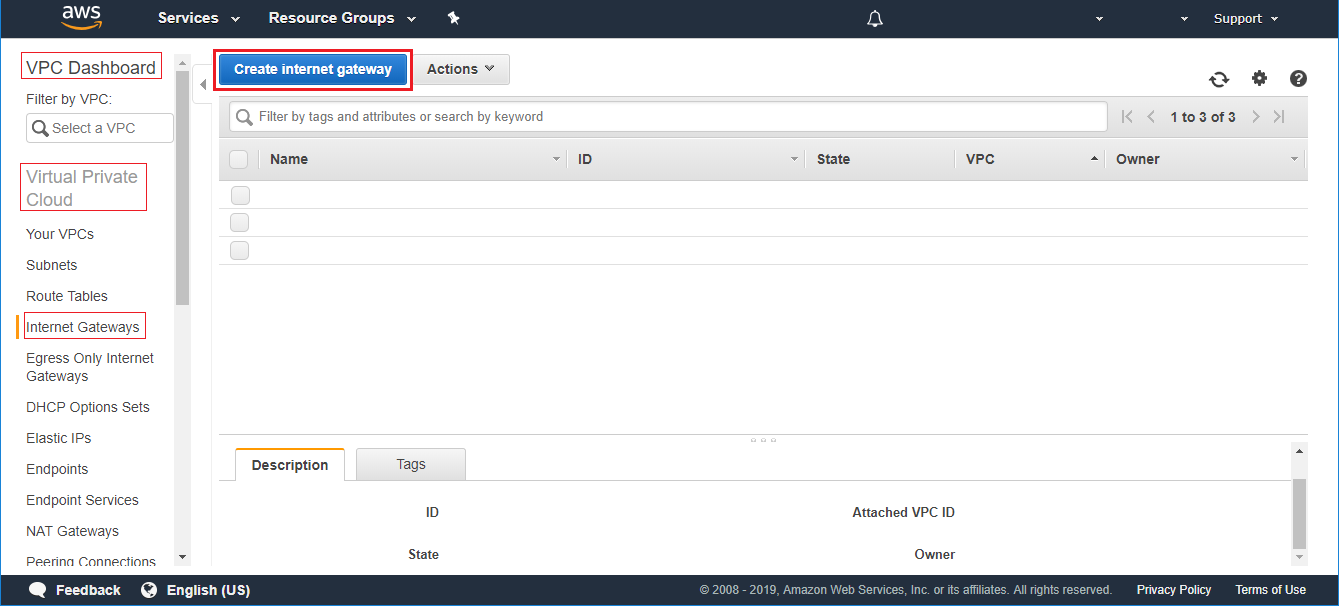 aws
Services
Resource Groups
Support
VPC Dashboard
Filter by VPC:
Select a VPC
Virtual Private
Cloud
Your VPCs
Subnets
Route Tables
Internet Gateways
Egress Only Internet
Gateways
DHCP Options Sets
Elastic IPs
Endpoints
Endpoint Services
NAT Gateways
Peering Connections
Create internet gateway
Actions
Filter by tags and attributes or search by keyword
1 to 3 of 3
Name
ID
State
VPC
Owner
Description
Tags
ID
Attached VPC ID
State
Owner
Feedback
English (US)
© 2008 - 2019, Amazon Web Services, Inc. or its affiliates. All rights reserved.
Privacy Policy
Terms of Use